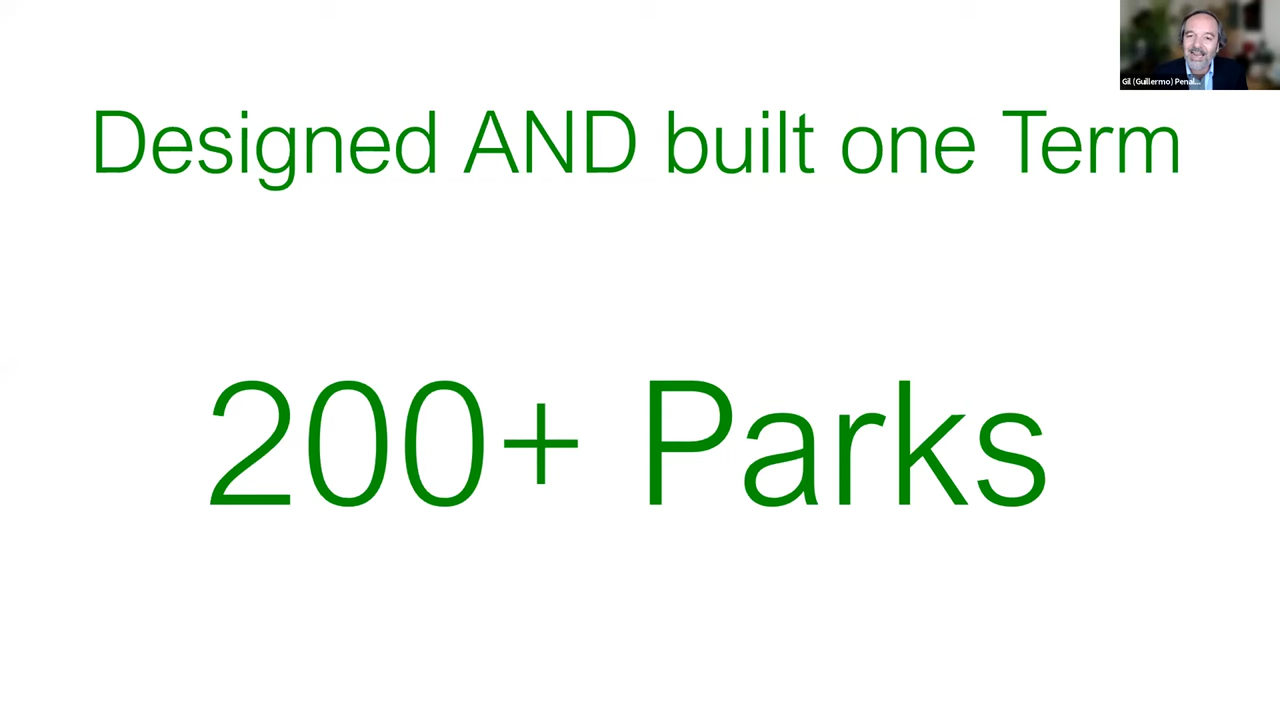 Gil (Guillermo) Penal...
Designed AND built one Term
200+ Parks